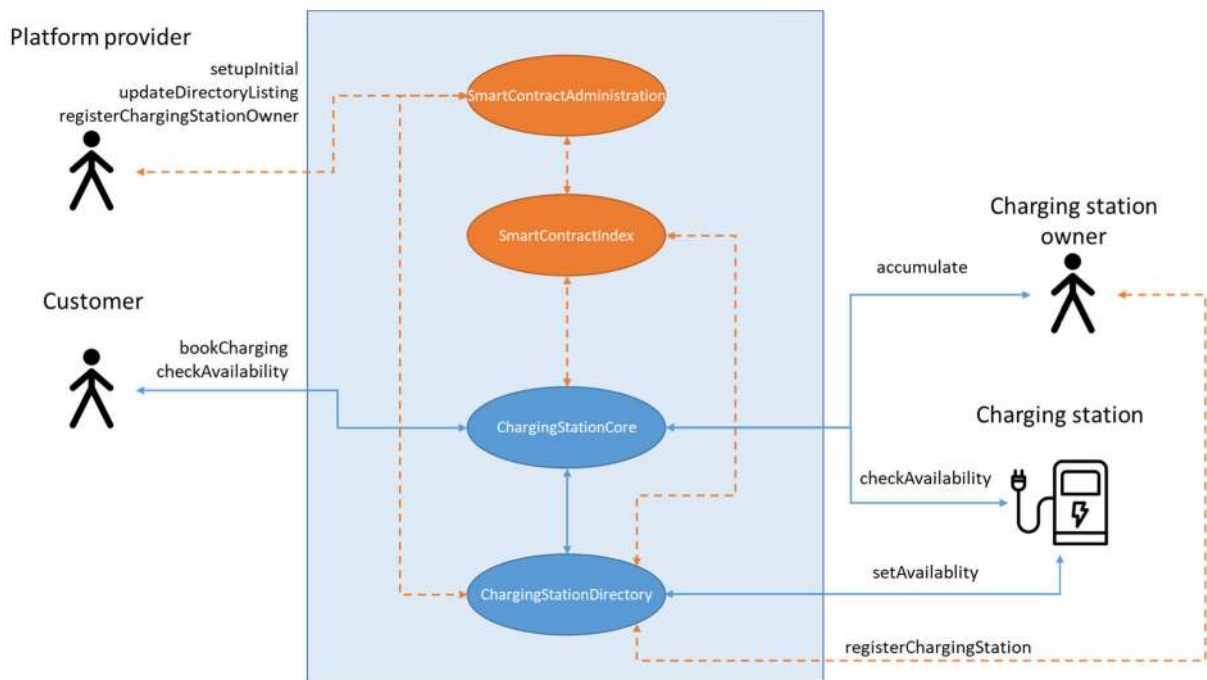 Platform provider
setupInitial
updateDirectoryListing
registerChargingStationOwner
SmartContractAdministration
SmartContractIndex
Charging station
owner
accumulate
Customer
bookCharging
checkAvailability
ChargingStationCore
Charging station
checkAvailability
ChargingStationDirectory
setAvailablity
registerChargingStation